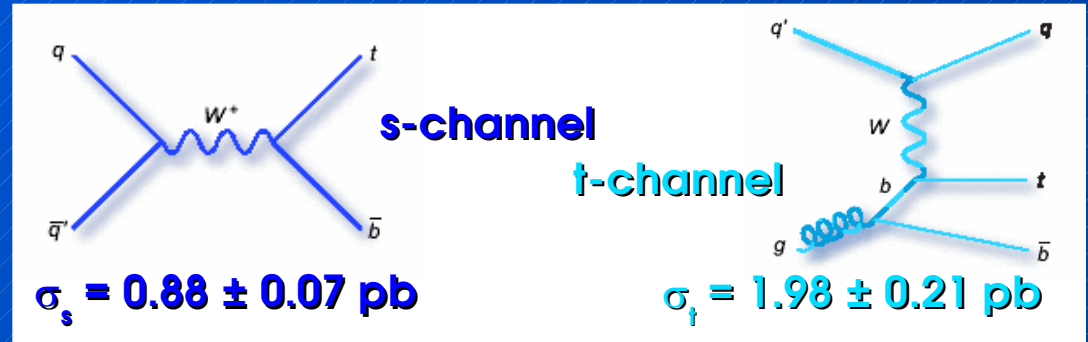 q
t
W⁺
s-channel
q̄'
b̄
σₛ = 0.88 ± 0.07 pb
q'
q
W
t-channel
b
t
g
b̄
σₜ = 1.98 ± 0.21 pb